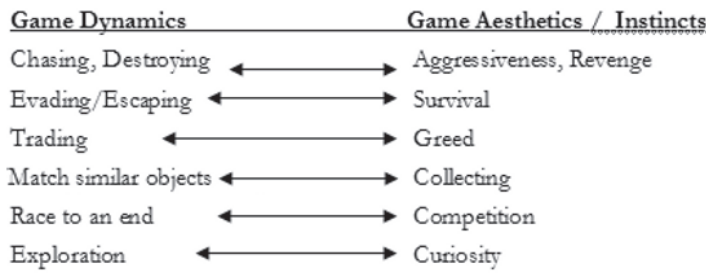 Game Dynamics Game Aesthetics / Instincts
Chasing, Destroying Aggressiveness, Revenge
Evading/Escaping Survival
Trading Greed
Match similar objects Collecting
Race to an end Competition
Exploration Curiosity